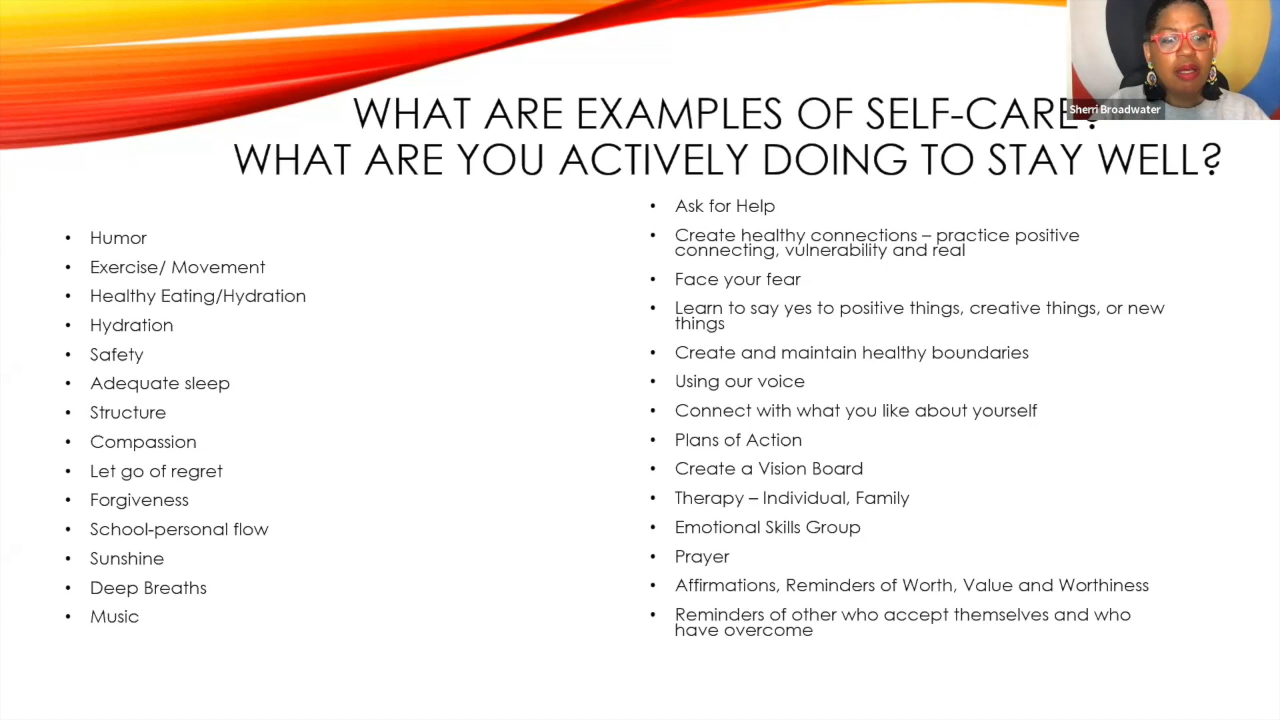 WHAT ARE EXAMPLES OF SELF-CARE?
WHAT ARE YOU ACTIVELY DOING TO STAY WELL?
Sherri Broadwater
• Humor
• Exercise/ Movement
• Healthy Eating/Hydration
• Hydration
• Safety
• Adequate sleep
• Structure
• Compassion
• Let go of regret
• Forgiveness
• School-personal flow
• Sunshine
• Deep Breaths
• Music
• Ask for Help
• Create healthy connections – practice positive
connecting, vulnerability and real
• Face your fear
• Learn to say yes to positive things, creative things, or new
things
• Create and maintain healthy boundaries
• Using our voice
• Connect with what you like about yourself
• Plans of Action
• Create a Vision Board
• Therapy – Individual, Family
• Emotional Skills Group
• Prayer
• Affirmations, Reminders of Worth, Value and Worthiness
• Reminders of other who accept themselves and who
have overcome